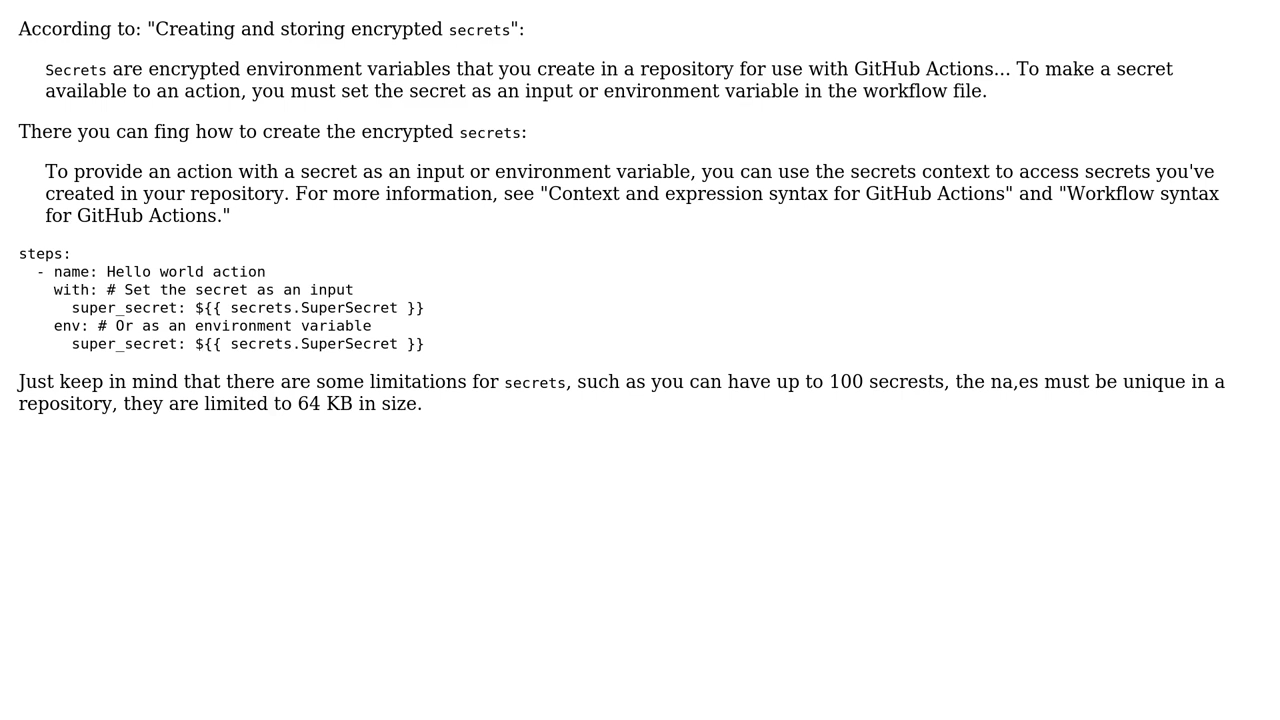 According to: "Creating and storing encrypted secrets":
Secrets are encrypted environment variables that you create in a repository for use with GitHub Actions... To make a secret
available to an action, you must set the secret as an input or environment variable in the workflow file.
There you can fing how to create the encrypted secrets:
To provide an action with a secret as an input or environment variable, you can use the secrets context to access secrets you've
created in your repository. For more information, see "Context and expression syntax for GitHub Actions" and "Workflow syntax
for GitHub Actions."
steps:
  - name: Hello world action
    with: # Set the secret as an input
      super_secret: ${{ secrets.SuperSecret }}
    env: # Or as an environment variable
      super_secret: ${{ secrets.SuperSecret }}
Just keep in mind that there are some limitations for secrets, such as you can have up to 100 secrests, the na,es must be unique in a
repository, they are limited to 64 KB in size.